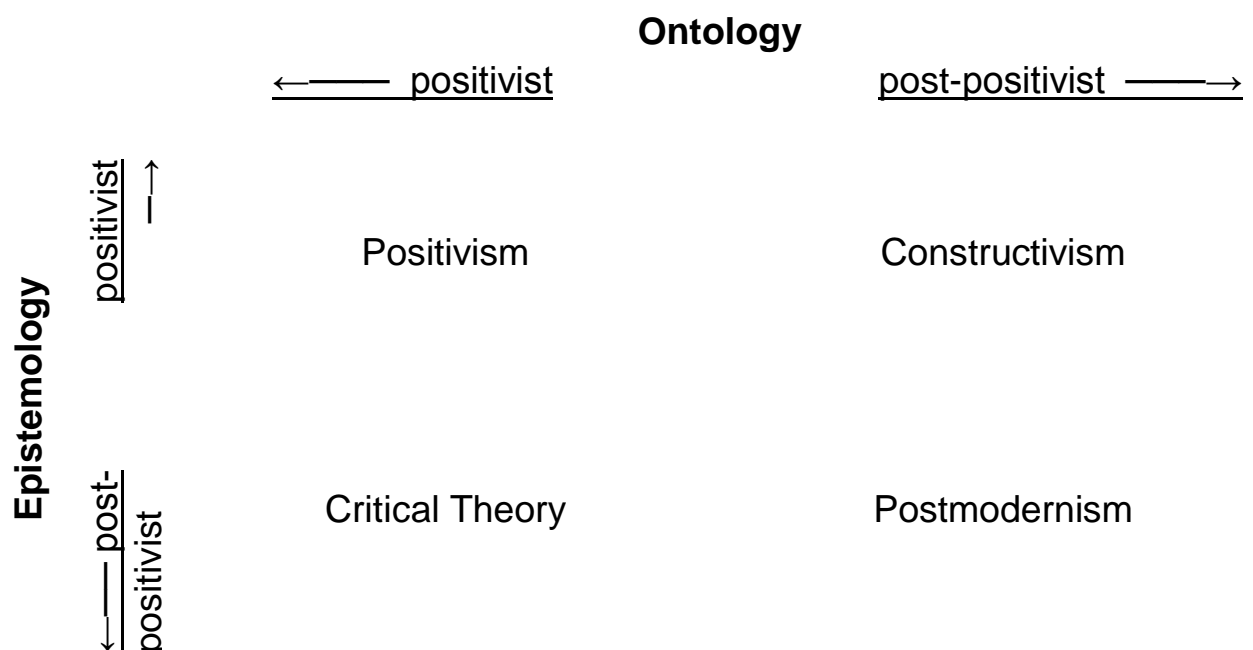 Ontology
←—— positivist
post-positivist ——→
Epistemology
positivist
—→
Positivism
Constructivism
←—— post-
positivist
Critical Theory
Postmodernism